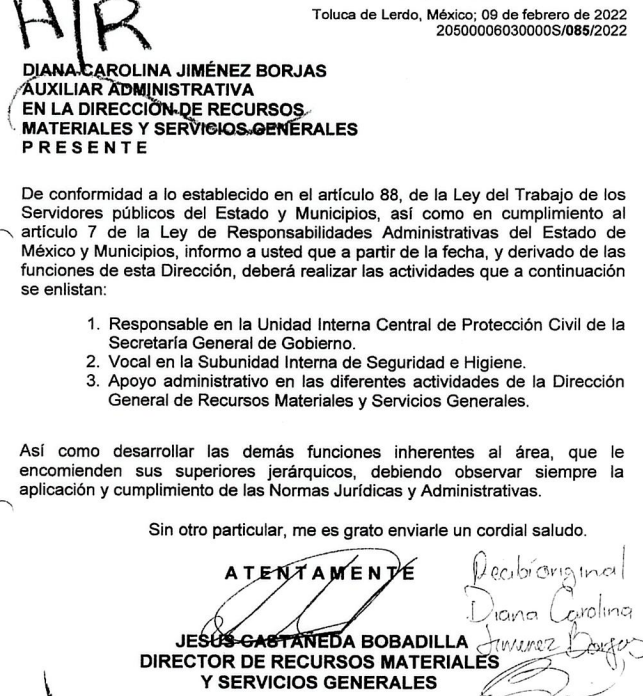 A/R
Toluca de Lerdo, México; 09 de febrero de 2022
20500006030000S/085/2022
DIANA CAROLINA JIMÉNEZ BORJAS
AUXILIAR ADMINISTRATIVA
EN LA DIRECCIÓN DE RECURSOS
MATERIALES Y SERVICIOS GENERALES
P R E S E N T E
De conformidad a lo establecido en el artículo 88, de la Ley del Trabajo de los
Servidores públicos del Estado y Municipios, así como en cumplimiento al
artículo 7 de la Ley de Responsabilidades Administrativas del Estado de
México y Municipios, informo a usted que a partir de la fecha, y derivado de las
funciones de esta Dirección, deberá realizar las actividades que a continuación
se enlistan:
1. Responsable en la Unidad Interna Central de Protección Civil de la
Secretaría General de Gobierno.
2. Vocal en la Subunidad Interna de Seguridad e Higiene.
3. Apoyo administrativo en las diferentes actividades de la Dirección
General de Recursos Materiales y Servicios Generales.
Así como desarrollar las demás funciones inherentes al área, que le
encomienden sus superiores jerárquicos, debiendo observar siempre la
aplicación y cumplimiento de las Normas Jurídicas y Administrativas.
Sin otro particular, me es grato enviarle un cordial saludo.
A T E N T A M E N T E
Recibí original
Diana Carolina
Jimenez Borjas
JESÚS CASTAÑEDA BOBADILLA
DIRECTOR DE RECURSOS MATERIALES
Y SERVICIOS GENERALES